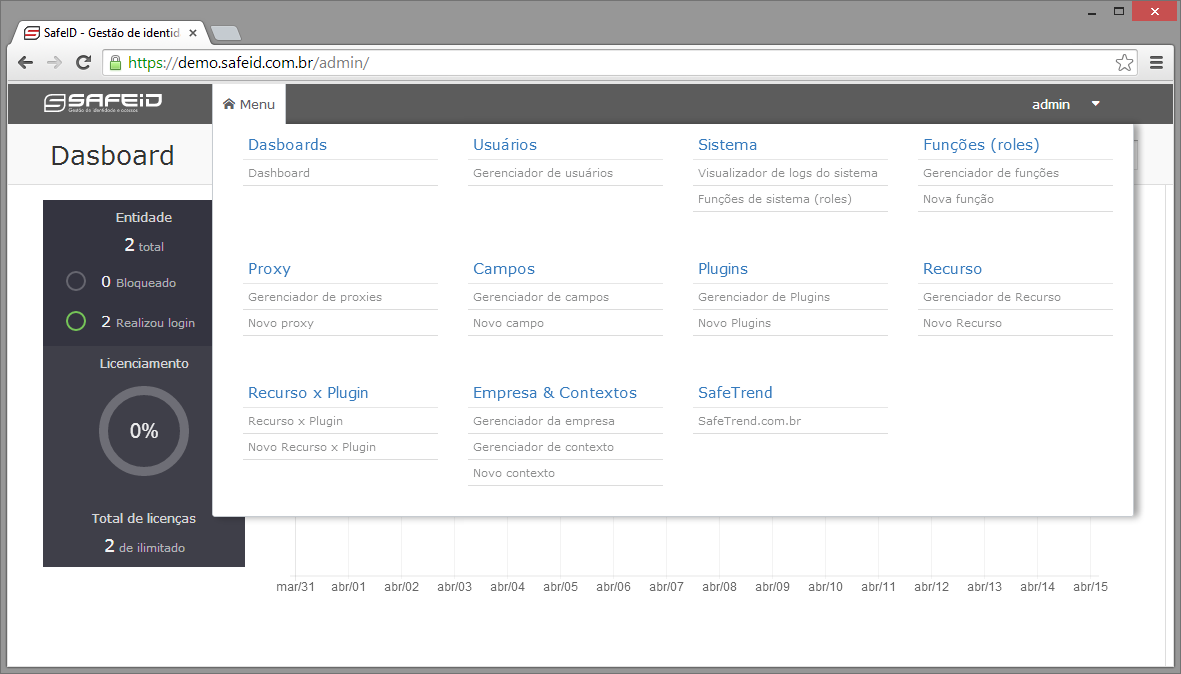 SafeID - Gestão de identid
https://demo.safeid.com.br/admin/
SAFEiD
Gestão de identidade e acessos
Menu
admin
Dasboard
Dasboards
Dashboard
Usuários
Gerenciador de usuários
Sistema
Visualizador de logs do sistema
Funções de sistema (roles)
Funções (roles)
Gerenciador de funções
Nova função
Proxy
Gerenciador de proxies
Novo proxy
Campos
Gerenciador de campos
Novo campo
Plugins
Gerenciador de Plugins
Novo Plugins
Recurso
Gerenciador de Recurso
Novo Recurso
Recurso x Plugin
Recurso x Plugin
Novo Recurso x Plugin
Empresa & Contextos
Gerenciador da empresa
Gerenciador de contexto
Novo contexto
SafeTrend
SafeTrend.com.br
Entidade
2 total
0 Bloqueado
2 Realizou login
Licenciamento
0%
Total de licenças
2 de ilimitado
mar/31 abr/01 abr/02 abr/03 abr/04 abr/05 abr/06 abr/07 abr/08 abr/09 abr/10 abr/11 abr/12 abr/13 abr/14 abr/15